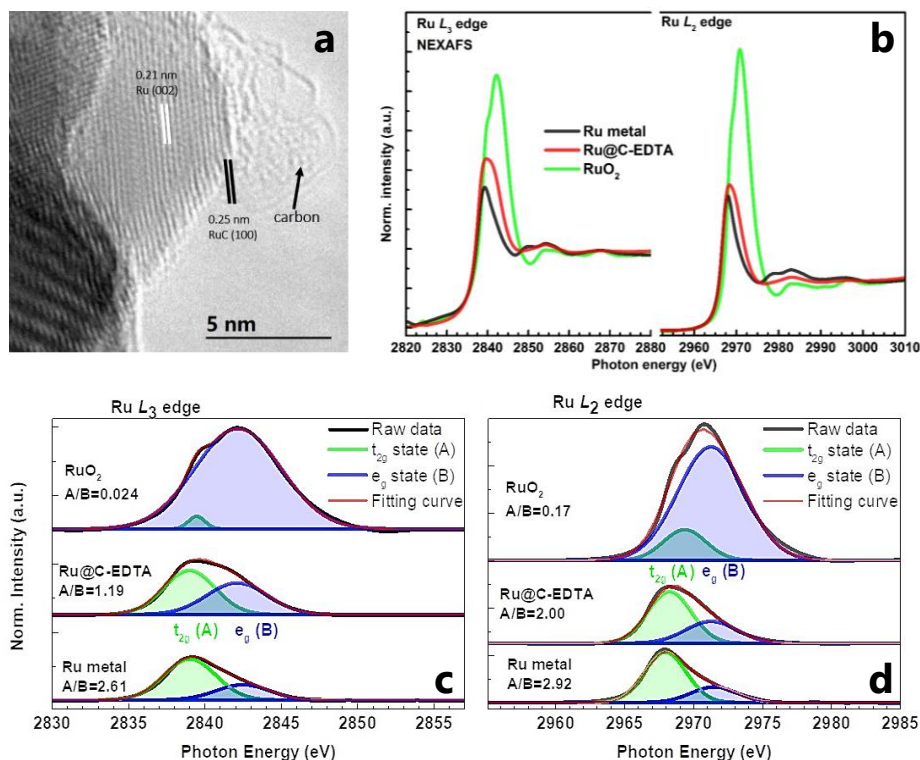 a
0.21 nm
Ru (002)
0.25 nm
RuC (100)
carbon
5 nm
Ru L3 edge
NEXAFS
Ru L2 edge
b
Ru metal
Ru@C-EDTA
RuO2
Norm. intensity (a.u.)
2820 2840 2850 2860 2870 2880 2960 2970 2980 2990 3000 3010
Photon energy (eV)
Ru L3 edge
Raw data
t2g state (A)
eg state (B)
Fitting curve
RuO2
A/B=0.024
Ru@C-EDTA
A/B=1.19
t2g (A) eg (B)
Ru metal
A/B=2.61
c
Norm. Intensity (a.u.)
2830 2835 2840 2845 2850 2855
Photon Energy (eV)
Ru L2 edge
Raw data
t2g state (A)
eg state (B)
Fitting curve
RuO2
A/B=0.17
t2g (A) eg (B)
Ru@C-EDTA
A/B=2.00
Ru metal
A/B=2.92
d
2960 2965 2970 2975 2980 2985
Photon Energy (eV)